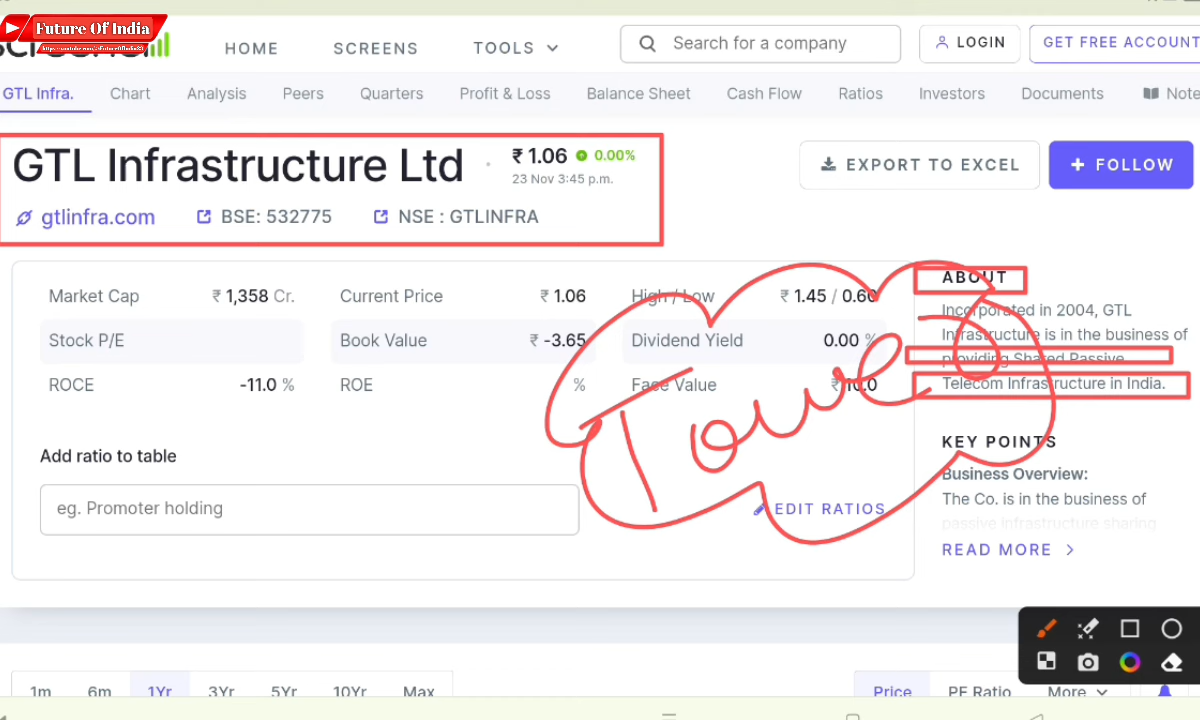 Future Of India
HOME SCREENS TOOLS
Search for a company
LOGIN
GET FREE ACCOUNT
GTL Infra. Chart Analysis Peers Quarters Profit & Loss Balance Sheet Cash Flow Ratios Investors Documents Note
GTL Infrastructure Ltd
₹ 1.06 0.00%
23 Nov 3:45 p.m.
EXPORT TO EXCEL
+ FOLLOW
gtlinfra.com BSE: 532775 NSE : GTLINFRA
Market Cap ₹ 1,358 Cr. Current Price ₹ 1.06 High / Low ₹ 1.45 / 0.60
Stock P/E Book Value ₹ -3.65 Dividend Yield 0.00 %
ROCE -11.0 % ROE % Face Value ₹ 10.0
Add ratio to table
eg. Promoter holding
EDIT RATIOS
Tower
ABOUT
Incorporated in 2004, GTL
Infrastructure is in the business of
providing Shared Passive
Telecom Infrastructure in India.
KEY POINTS
Business Overview:
The Co. is in the business of
passive Infrastructure sharing
READ MORE
1m 6m 1Yr 3Yr 5Yr 10Yr Max
Price PE Ratio More